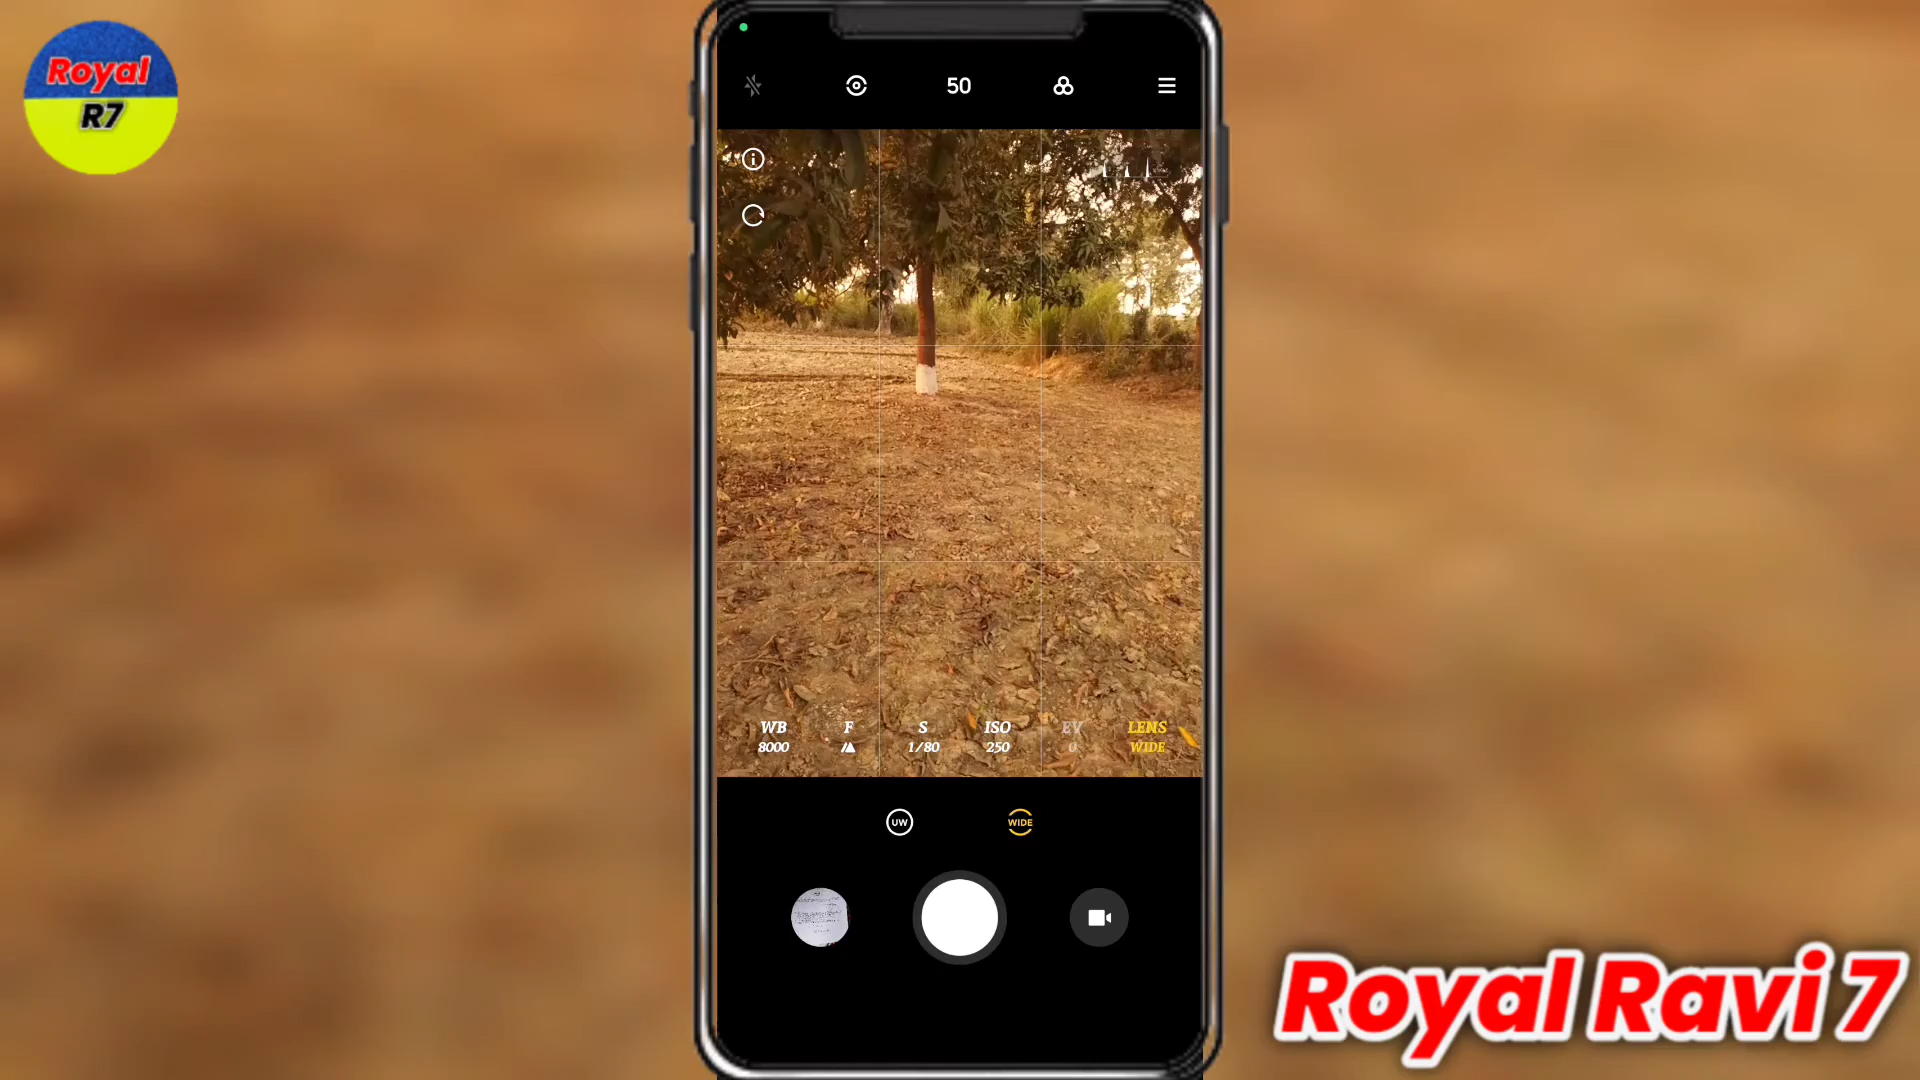 Royal
R7
50
WB F S ISO EV LENS
8000 1/80 250 0 WIDE
UW WIDE
Royal Ravi 7